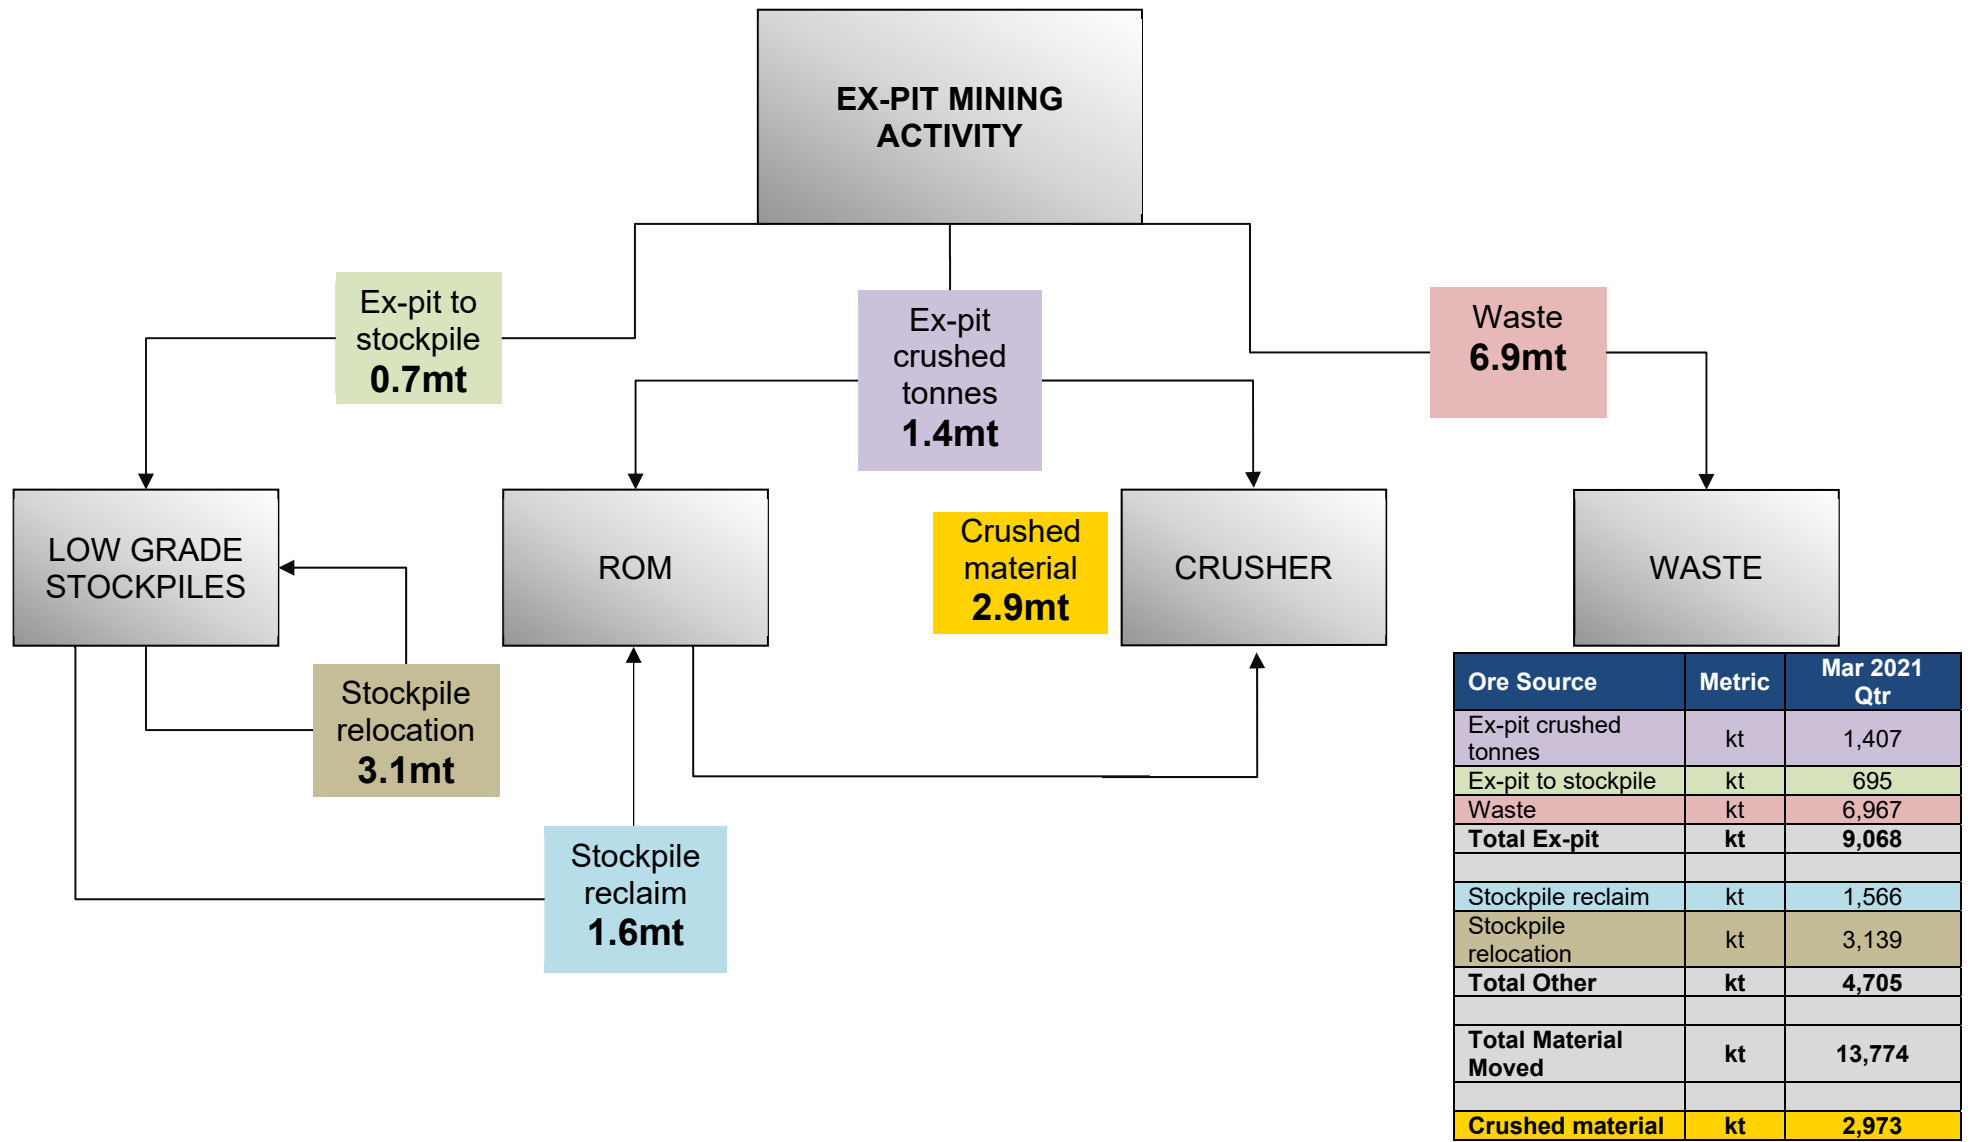 EX-PIT MINING
ACTIVITY
Ex-pit to
stockpile
0.7mt
Ex-pit
crushed
tonnes
1.4mt
Waste
6.9mt
LOW GRADE
STOCKPILES
ROM
Crushed
material
2.9mt
CRUSHER
WASTE
Stockpile
relocation
3.1mt
Stockpile
reclaim
1.6mt
Ore Source Metric Mar 2021
Qtr
Ex-pit crushed
tonnes kt 1,407
Ex-pit to stockpile kt 695
Waste kt 6,967
Total Ex-pit kt 9,068
Stockpile reclaim kt 1,566
Stockpile
relocation kt 3,139
Total Other kt 4,705
Total Material
Moved kt 13,774
Crushed material kt 2,973